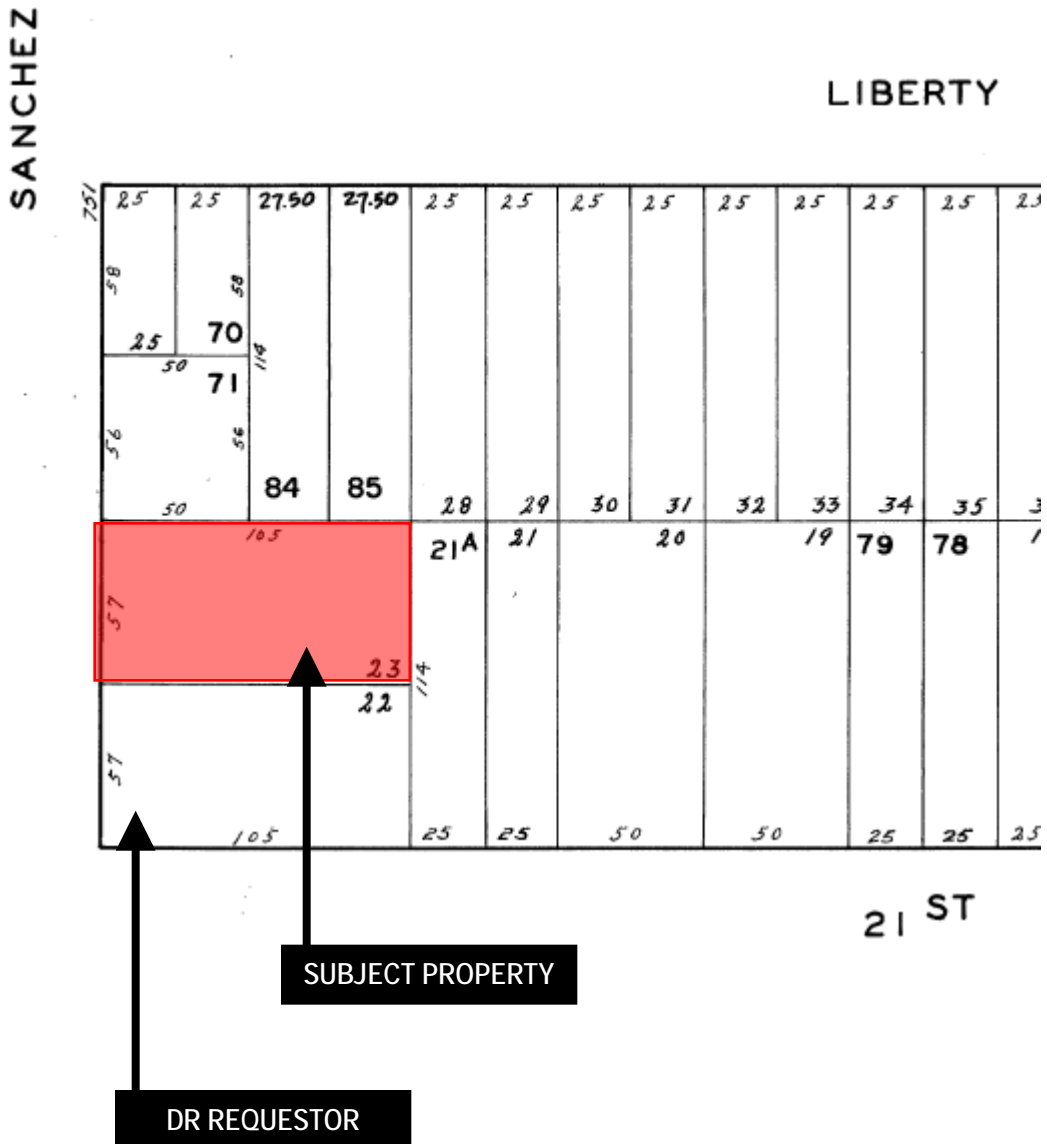 SANCHEZ
LIBERTY
751 25 25 27.50 27.50 25 25 25 25 25 25 25 25 25
58 58
25 70
50 114
71
56 56
84 85 28 29 30 31 32 33 34 35
50
105 21A 21 20 19 79 78
57
23 114
22
57
105 25 25 50 50 25 25 25
21 ST
SUBJECT PROPERTY
DR REQUESTOR